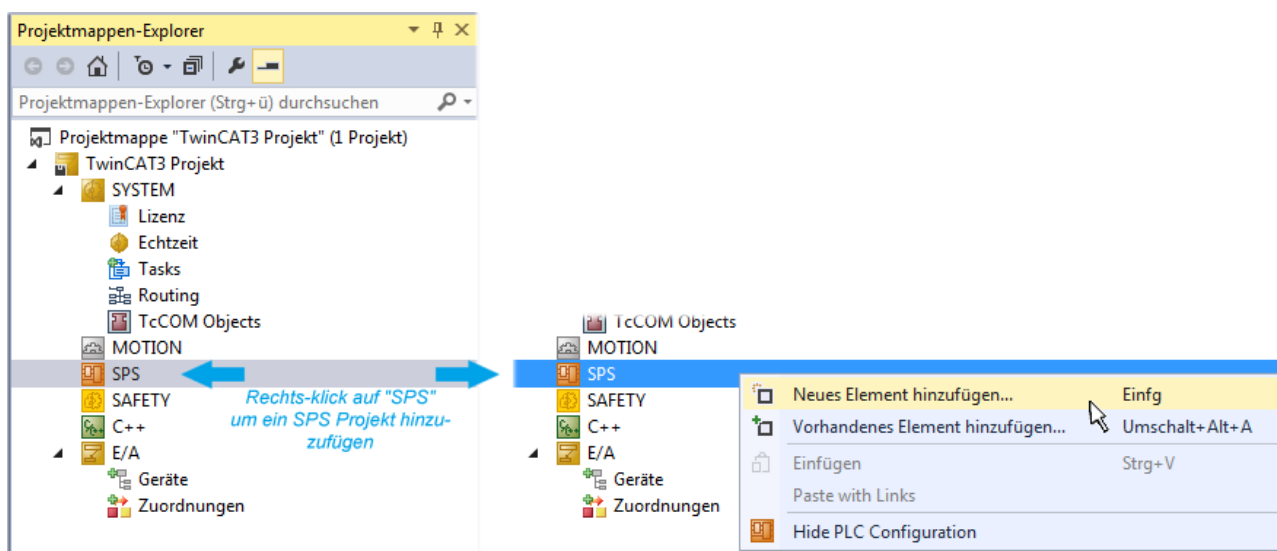 Projektmappen-Explorer
Projektmappen-Explorer (Strg+ü) durchsuchen
Projektmappe "TwinCAT3 Projekt" (1 Projekt)
TwinCAT3 Projekt
SYSTEM
Lizenz
Echtzeit
Tasks
Routing
TcCOM Objects
MOTION
SPS
SAFETY
C++
E/A
Geräte
Zuordnungen
Rechts-klick auf "SPS"
um ein SPS Projekt hinzu-
zufügen
TcCOM Objects
MOTION
SPS
SAFETY
C++
E/A
Geräte
Zuordnungen
Neues Element hinzufügen... Einfg
Vorhandenes Element hinzufügen... Umschalt+Alt+A
Einfügen Strg+V
Paste with Links
Hide PLC Configuration